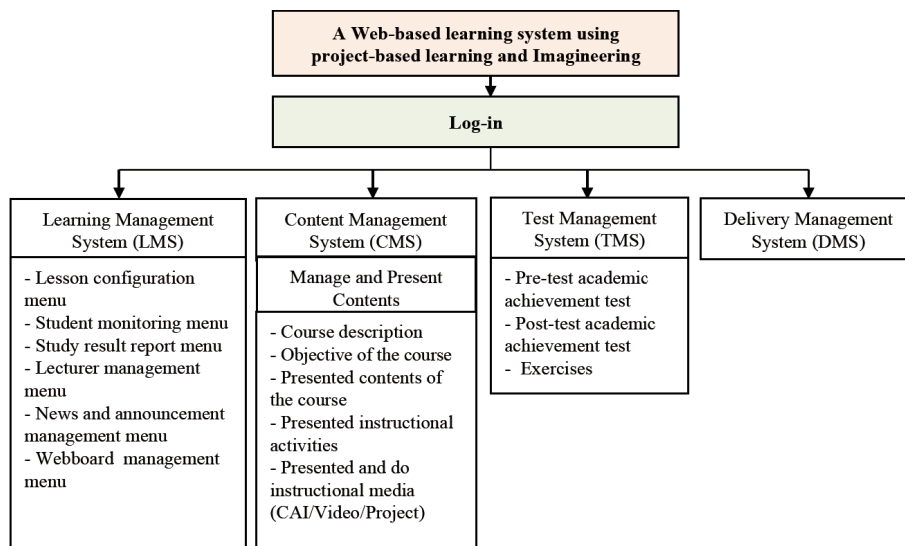 A Web-based learning system using
project-based learning and Imagineering
Log-in
Learning Management
System (LMS)
- Lesson configuration
menu
- Student monitoring menu
- Study result report menu
- Lecturer management
menu
- News and announcement
management menu
- Webboard management
menu
Content Management
System (CMS)
Manage and Present
Contents
- Course description
- Objective of the course
- Presented contents of
the course
- Presented instructional
activities
- Presented and do
instructional media
(CAI/Video/Project)
Test Management
System (TMS)
- Pre-test academic
achievement test
- Post-test academic
achievement test
- Exercises
Delivery Management
System (DMS)